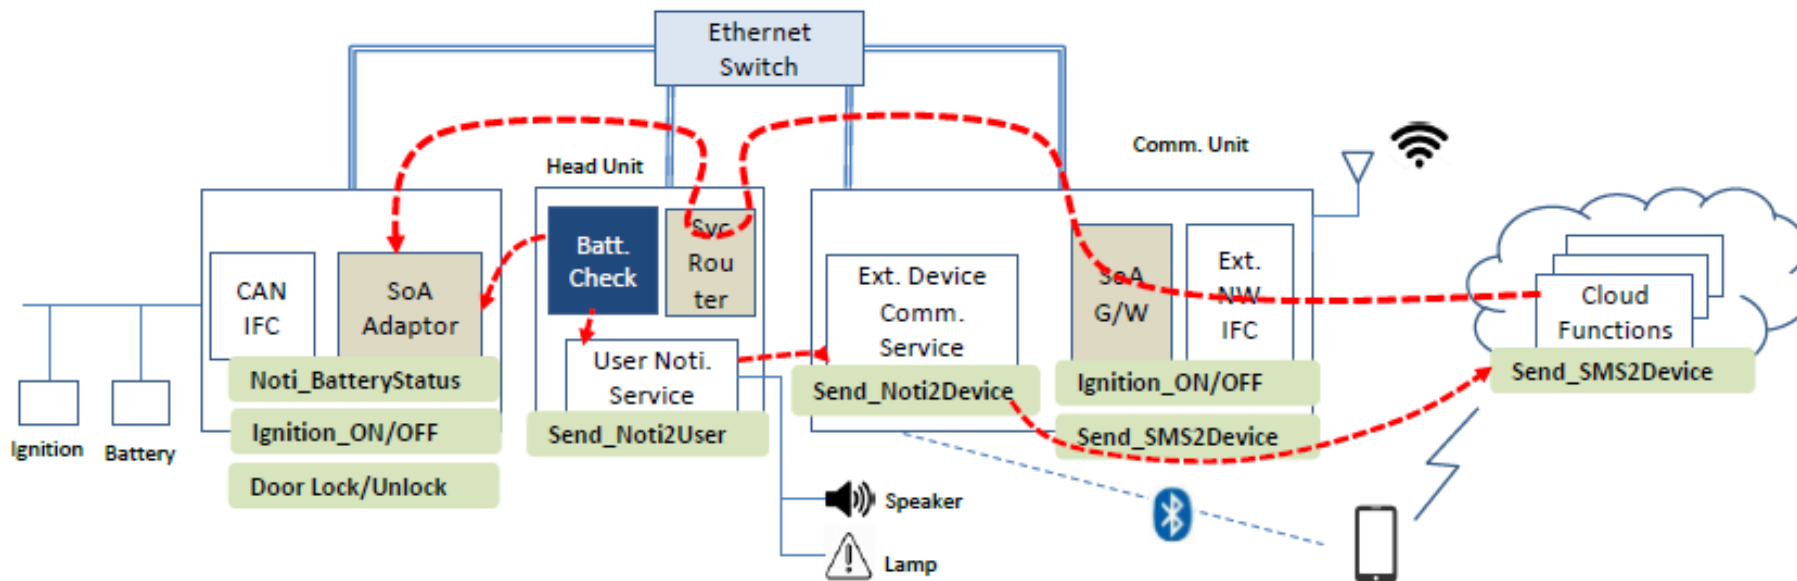 Ethernet
Switch
Comm. Unit
Head Unit
CAN
IFC
SoA
Adaptor
Batt.
Check
Svc
Rou
ter
User Noti.
Service
Ext. Device
Comm.
Service
SoA
G/W
Ext.
NW
IFC
Cloud
Functions
Noti_BatteryStatus
Ignition_ON/OFF
Door Lock/Unlock
Send_Noti2User
Send_Noti2Device
Ignition_ON/OFF
Send_SMS2Device
Send_SMS2Device
Ignition
Battery
Speaker
Lamp